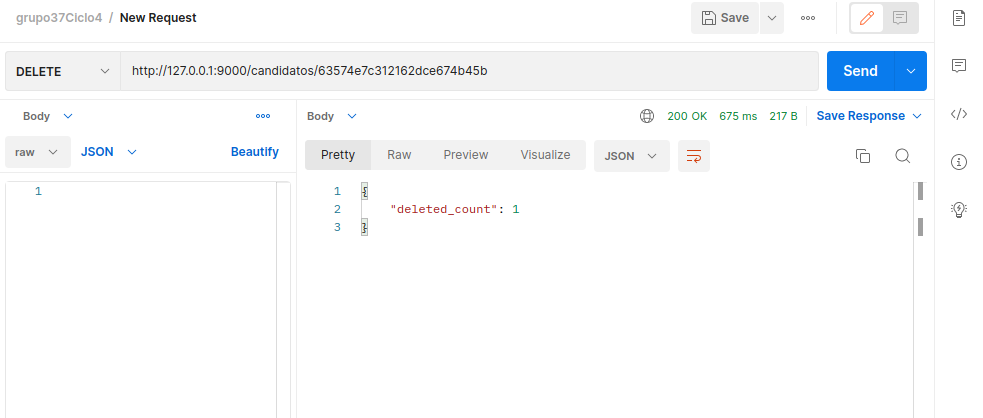 grupo37Ciclo4 / New Request
Save
DELETE
http://127.0.0.1:9000/candidatos/63574e7c312162dce674b45b
Send
Body
raw
JSON
Beautify
1
Body
200 OK 675 ms 217 B
Save Response
Pretty Raw Preview Visualize
JSON
1 {
2 "deleted_count": 1
3 }